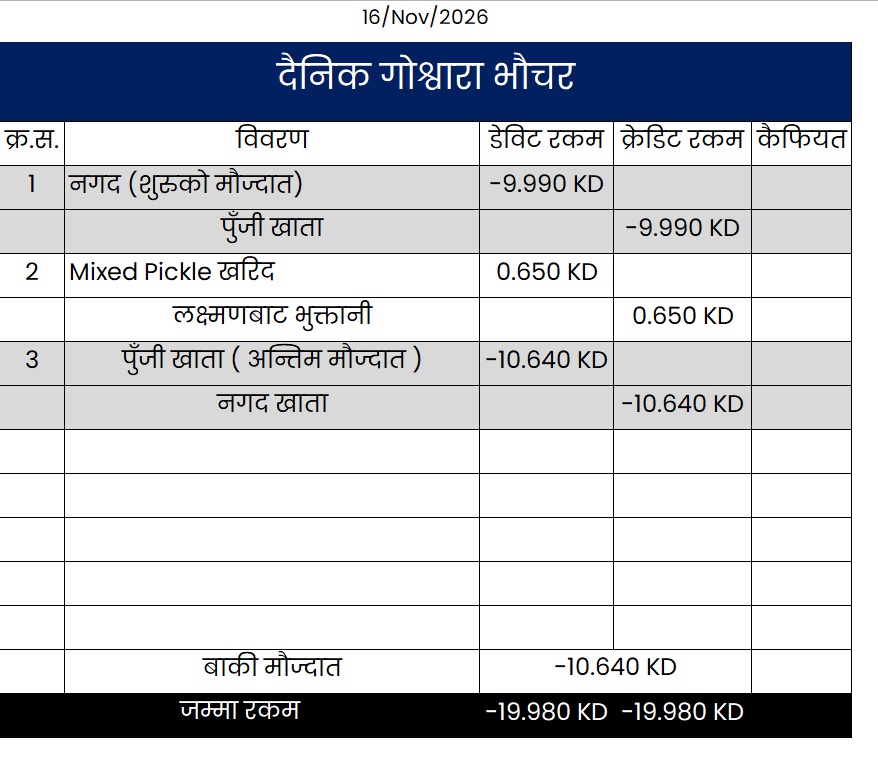 16/Nov/2026
दैनिक गोश्वारा भौचर
क्र.स. विवरण डेविट रकम क्रेडिट रकम कैफियत
1 नगद (शुरुको मौज्दात) -9.990 KD
पुँजी खाता -9.990 KD
2 Mixed Pickle खरिद 0.650 KD
लक्ष्मणबाट भुक्तानी 0.650 KD
3 पुँजी खाता ( अन्तिम मौज्दात ) -10.640 KD
नगद खाता -10.640 KD
बाकी मौज्दात -10.640 KD
जम्मा रकम -19.980 KD -19.980 KD